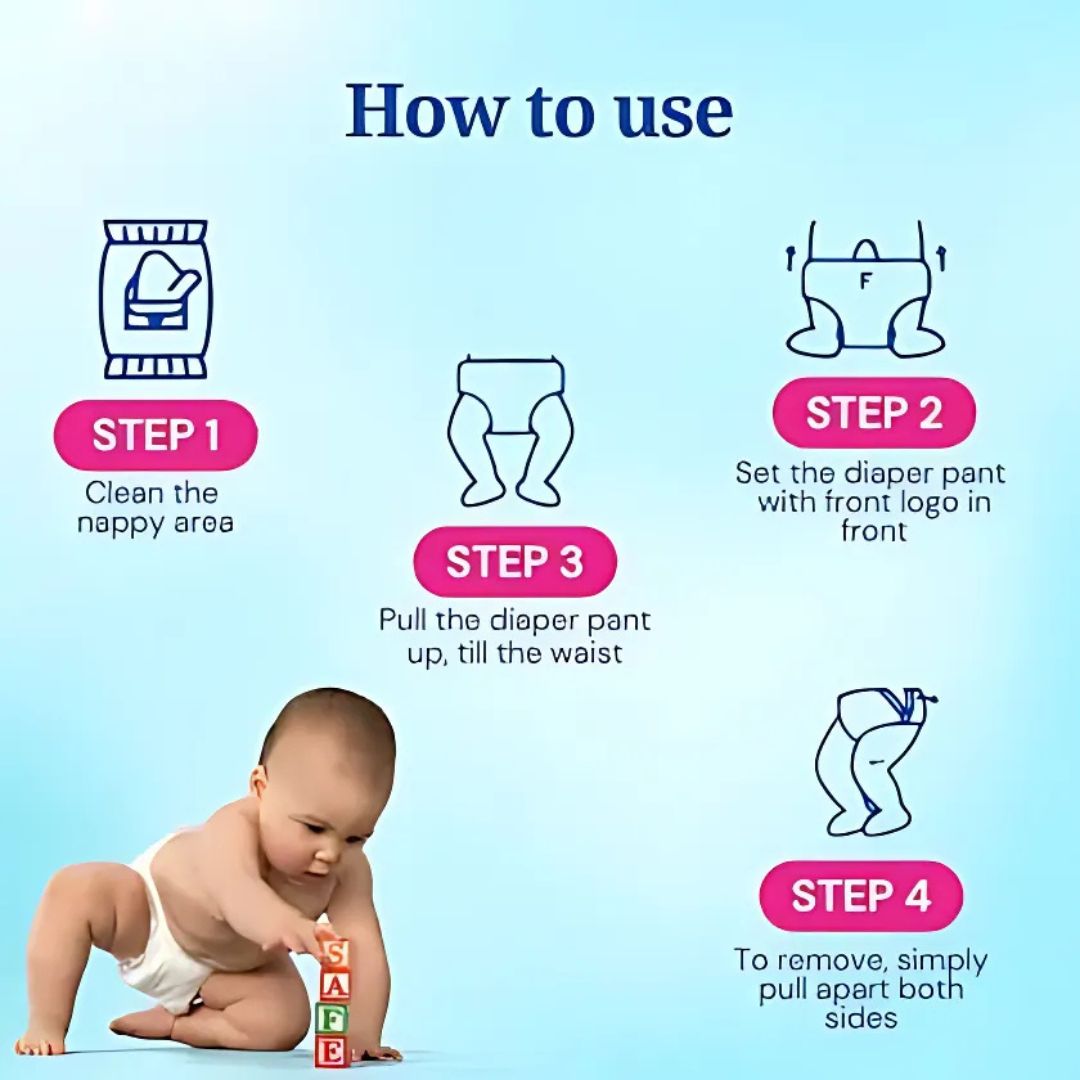 How to use
STEP 1
Clean the
nappy area
F
STEP 2
Set the diaper pant
with front logo in
front
STEP 3
Pull the diaper pant
up, till the waist
STEP 4
To remove, simply
pull apart both
sides
S
A
F
E